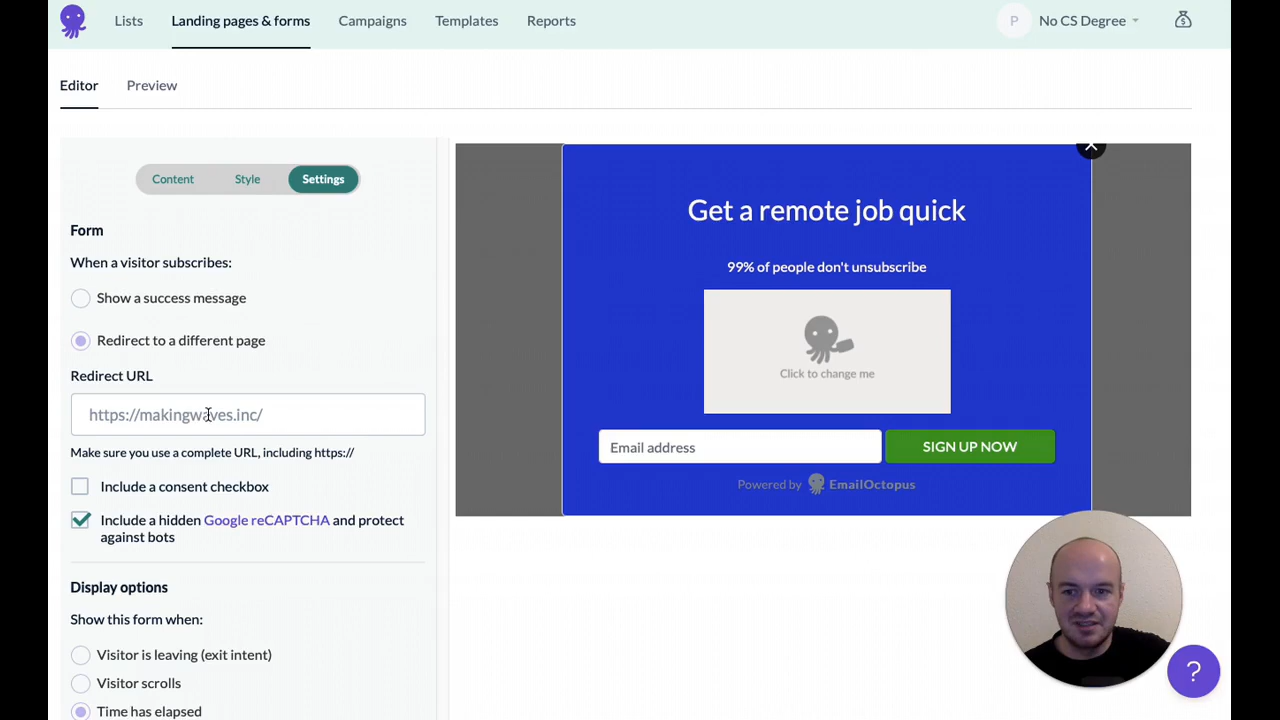 Lists
Landing pages & forms
Campaigns
Templates
Reports
P
No CS Degree
Editor
Preview
Content
Style
Settings
Form
When a visitor subscribes:
Show a success message
Redirect to a different page
Redirect URL
https://makingwaves.inc/
Make sure you use a complete URL, including https://
Include a consent checkbox
Include a hidden Google reCAPTCHA and protect
against bots
Display options
Show this form when:
Visitor is leaving (exit intent)
Visitor scrolls
Time has elapsed
Get a remote job quick
99% of people don't unsubscribe
Click to change me
Email address
SIGN UP NOW
Powered by EmailOctopus
?